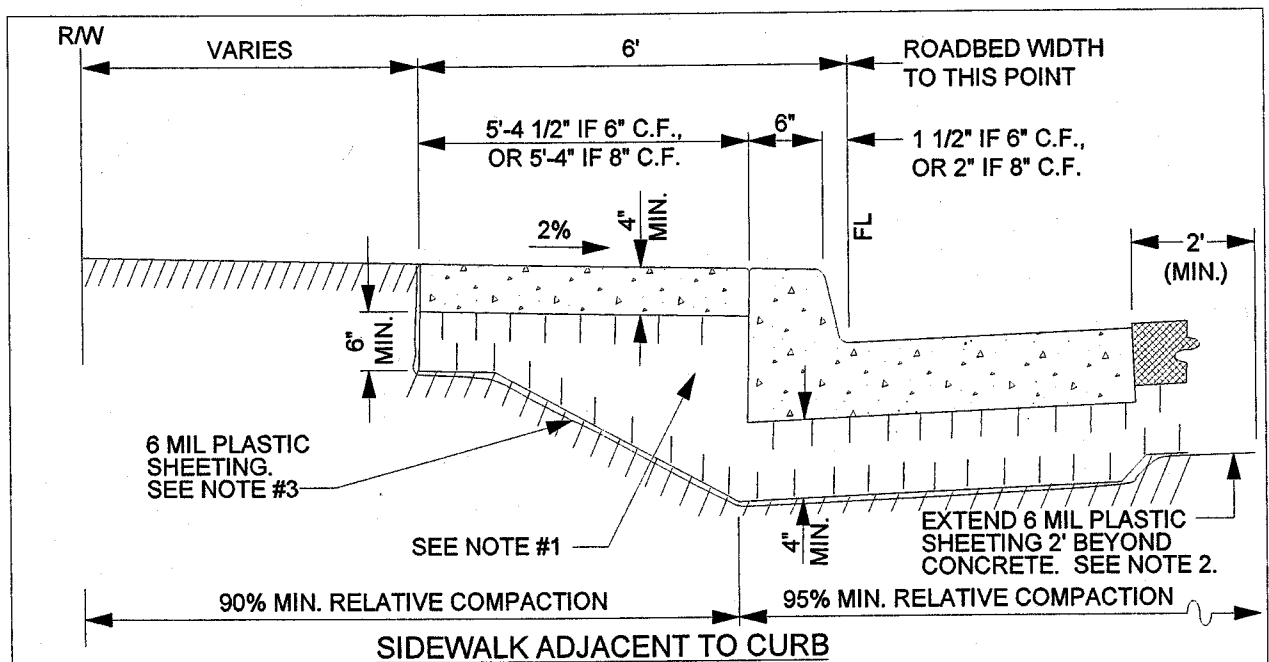 R/W
VARIES
6'
ROADBED WIDTH
TO THIS POINT
5'-4 1/2" IF 6" C.F.,
OR 5'-4" IF 8" C.F.
6"
1 1/2" IF 6" C.F.,
OR 2" IF 8" C.F.
2%
4"
MIN.
FL
2'
(MIN.)
6"
MIN.
6 MIL PLASTIC
SHEETING.
SEE NOTE #3
SEE NOTE #1
4"
MIN.
EXTEND 6 MIL PLASTIC
SHEETING 2' BEYOND
CONCRETE. SEE NOTE 2.
90% MIN. RELATIVE COMPACTION
95% MIN. RELATIVE COMPACTION
SIDEWALK ADJACENT TO CURB